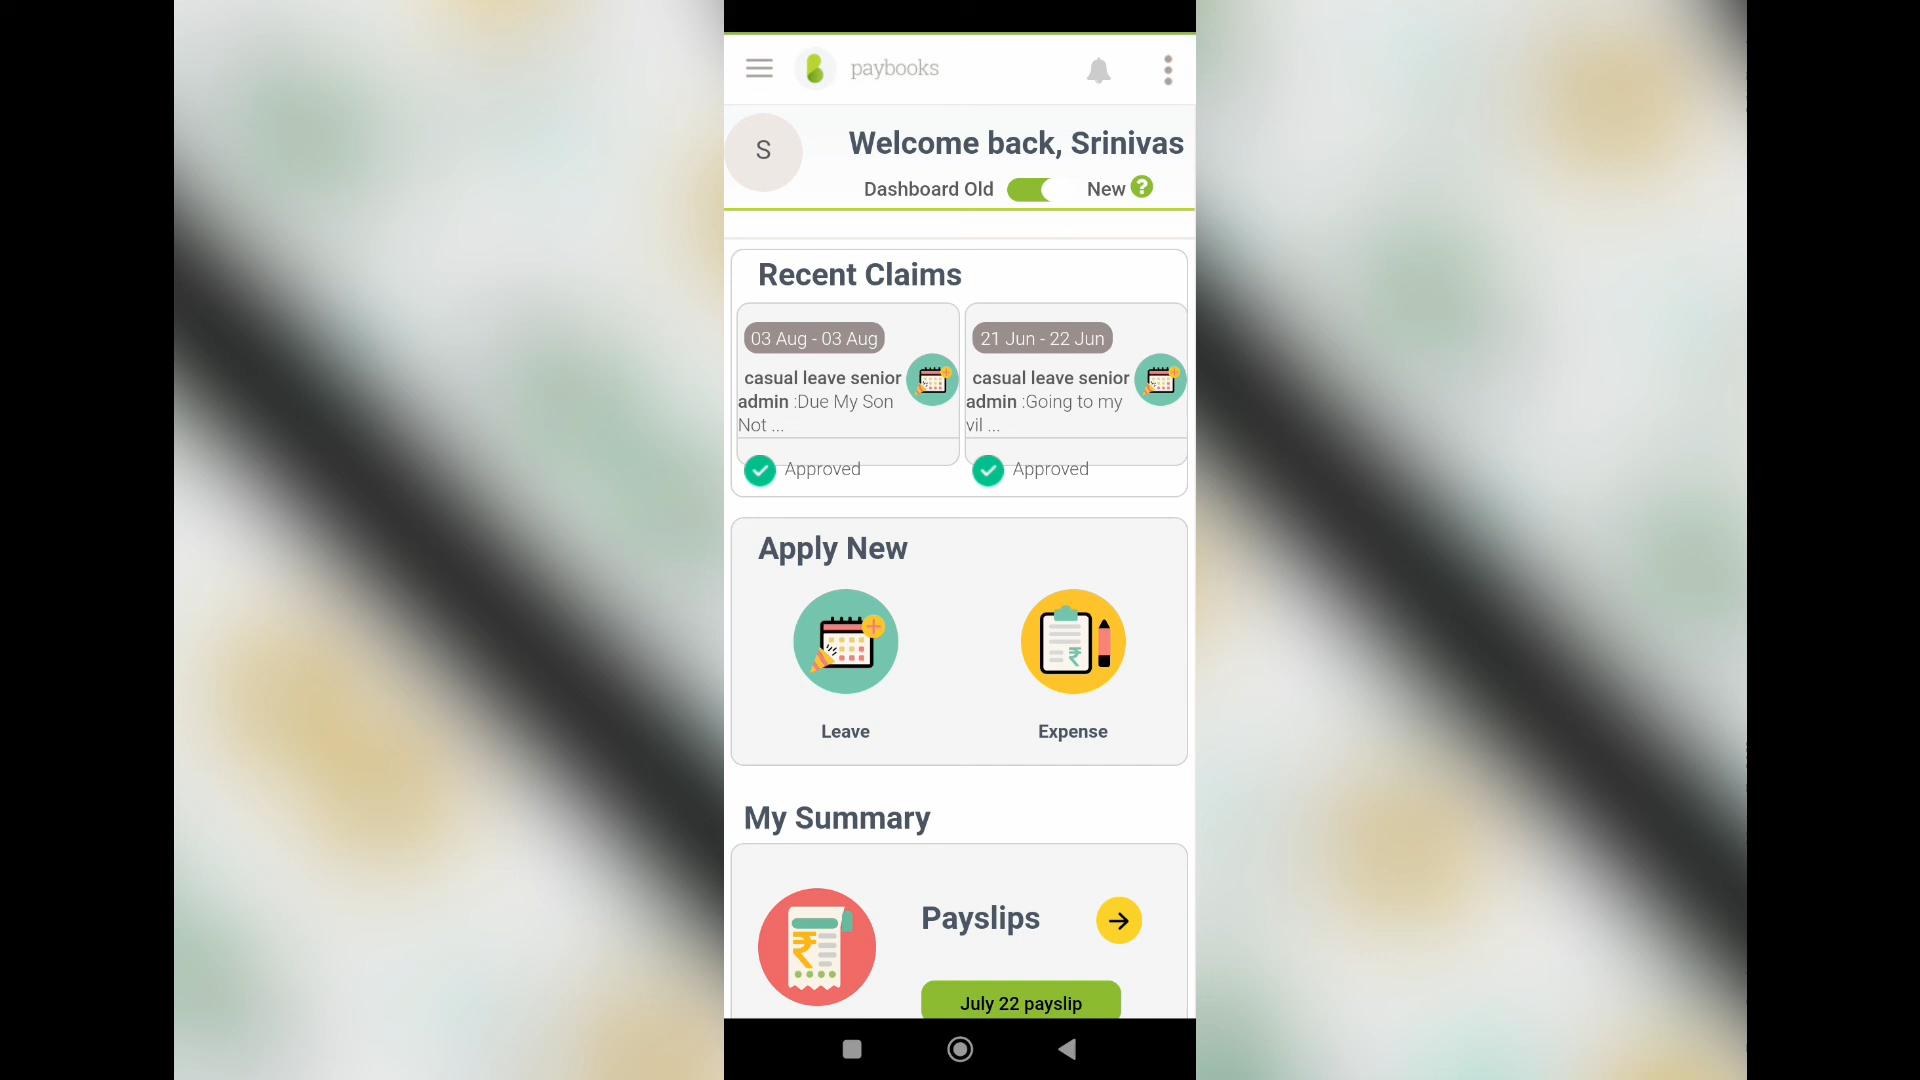 paybooks
S
Welcome back, Srinivas
Dashboard Old New ?
Recent Claims
03 Aug - 03 Aug
casual leave senior
admin :Due My Son
Not ...
Approved
21 Jun - 22 Jun
casual leave senior
admin :Going to my
vil ...
Approved
Apply New
₹
Leave
Expense
My Summary
₹
Payslips
July 22 payslip